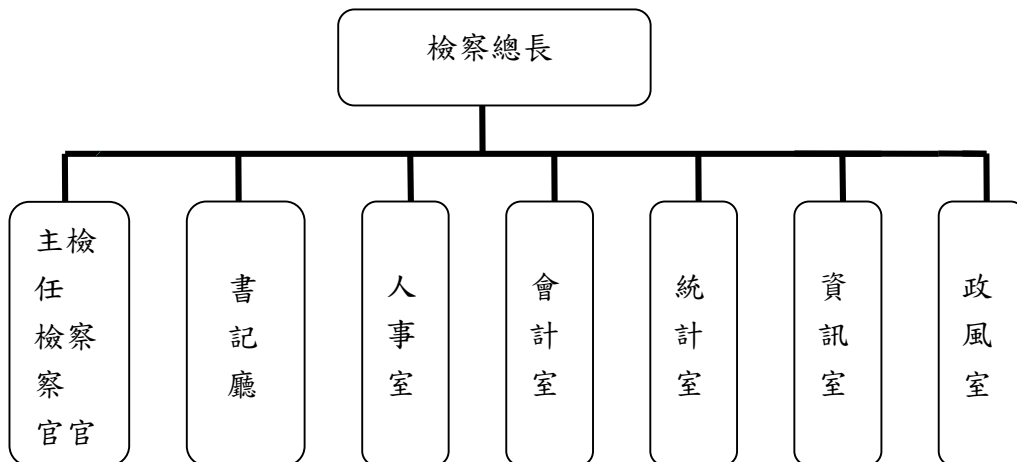 檢察總長
主任檢察官
檢察官
書記廳
人事室
會計室
統計室
資訊室
政風室